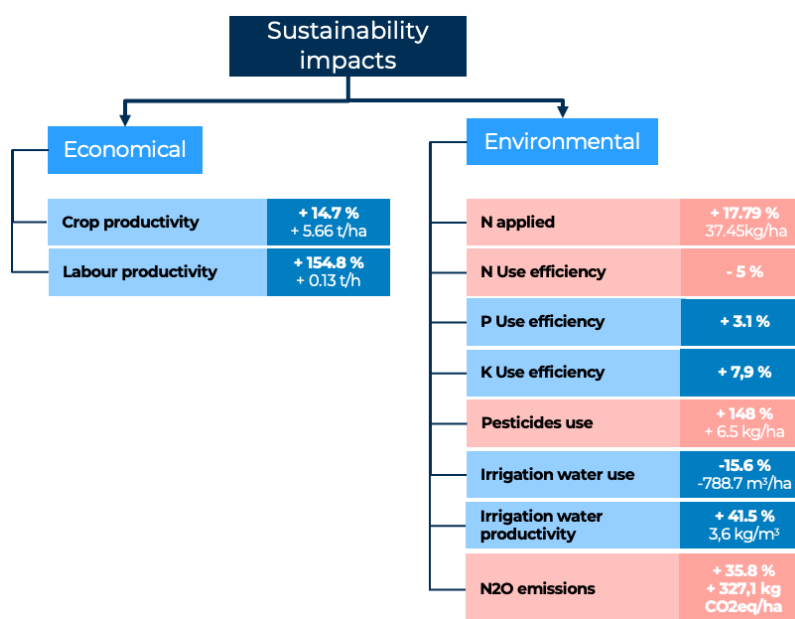 Sustainability
impacts
Economical
Crop productivity
+ 14.7 %
+ 5.66 t/ha
Labour productivity
+ 154.8 %
+ 0.13 t/h
Environmental
N applied
+ 17.79 %
37.45kg/ha
N Use efficiency
- 5 %
P Use efficiency
+ 3.1 %
K Use efficiency
+ 7,9 %
Pesticides use
+ 148 %
+ 6.5 kg/ha
Irrigation water use
-15.6 %
-788.7 m³/ha
Irrigation water
productivity
+ 41.5 %
3,6 kg/m³
N2O emissions
+ 35.8 %
+ 327,1 kg
CO2eq/ha